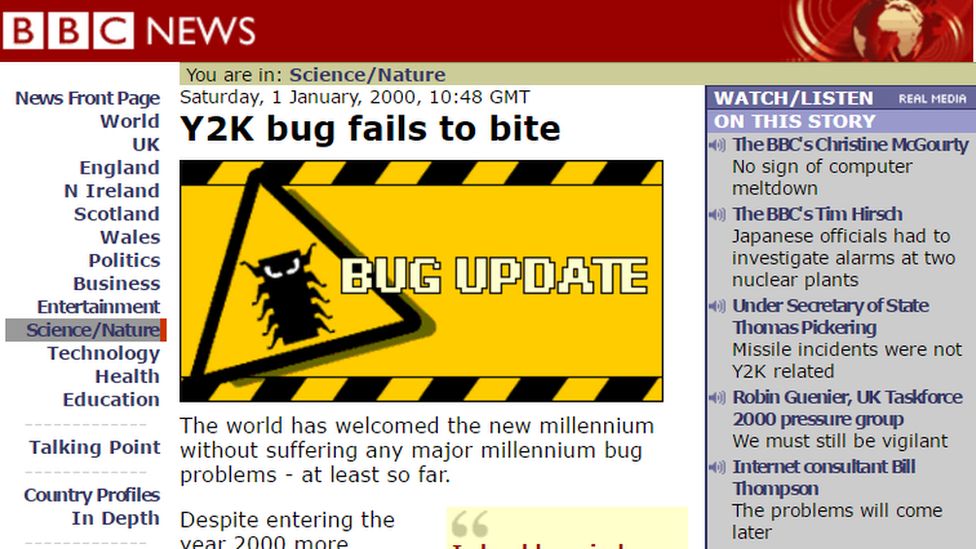 BBC NEWS
You are in: Science/Nature
News Front Page
World
UK
England
N Ireland
Scotland
Wales
Politics
Business
Entertainment
Science/Nature
Technology
Health
Education
Talking Point
Country Profiles
In Depth
Saturday, 1 January, 2000, 10:48 GMT
Y2K bug fails to bite
BUG UPDATE
The world has welcomed the new millennium
without suffering any major millennium bug
problems - at least so far.
Despite entering the
year 2000 more
WATCH/LISTEN REAL MEDIA
ON THIS STORY
The BBC's Christine McGourty
No sign of computer
meltdown
The BBC's Tim Hirsch
Japanese officials had to
investigate alarms at two
nuclear plants
Under Secretary of State
Thomas Pickering
Missile incidents were not
Y2K related
Robin Guenier, UK Taskforce
2000 pressure group
We must still be vigilant
Internet consultant Bill
Thompson
The problems will come
later